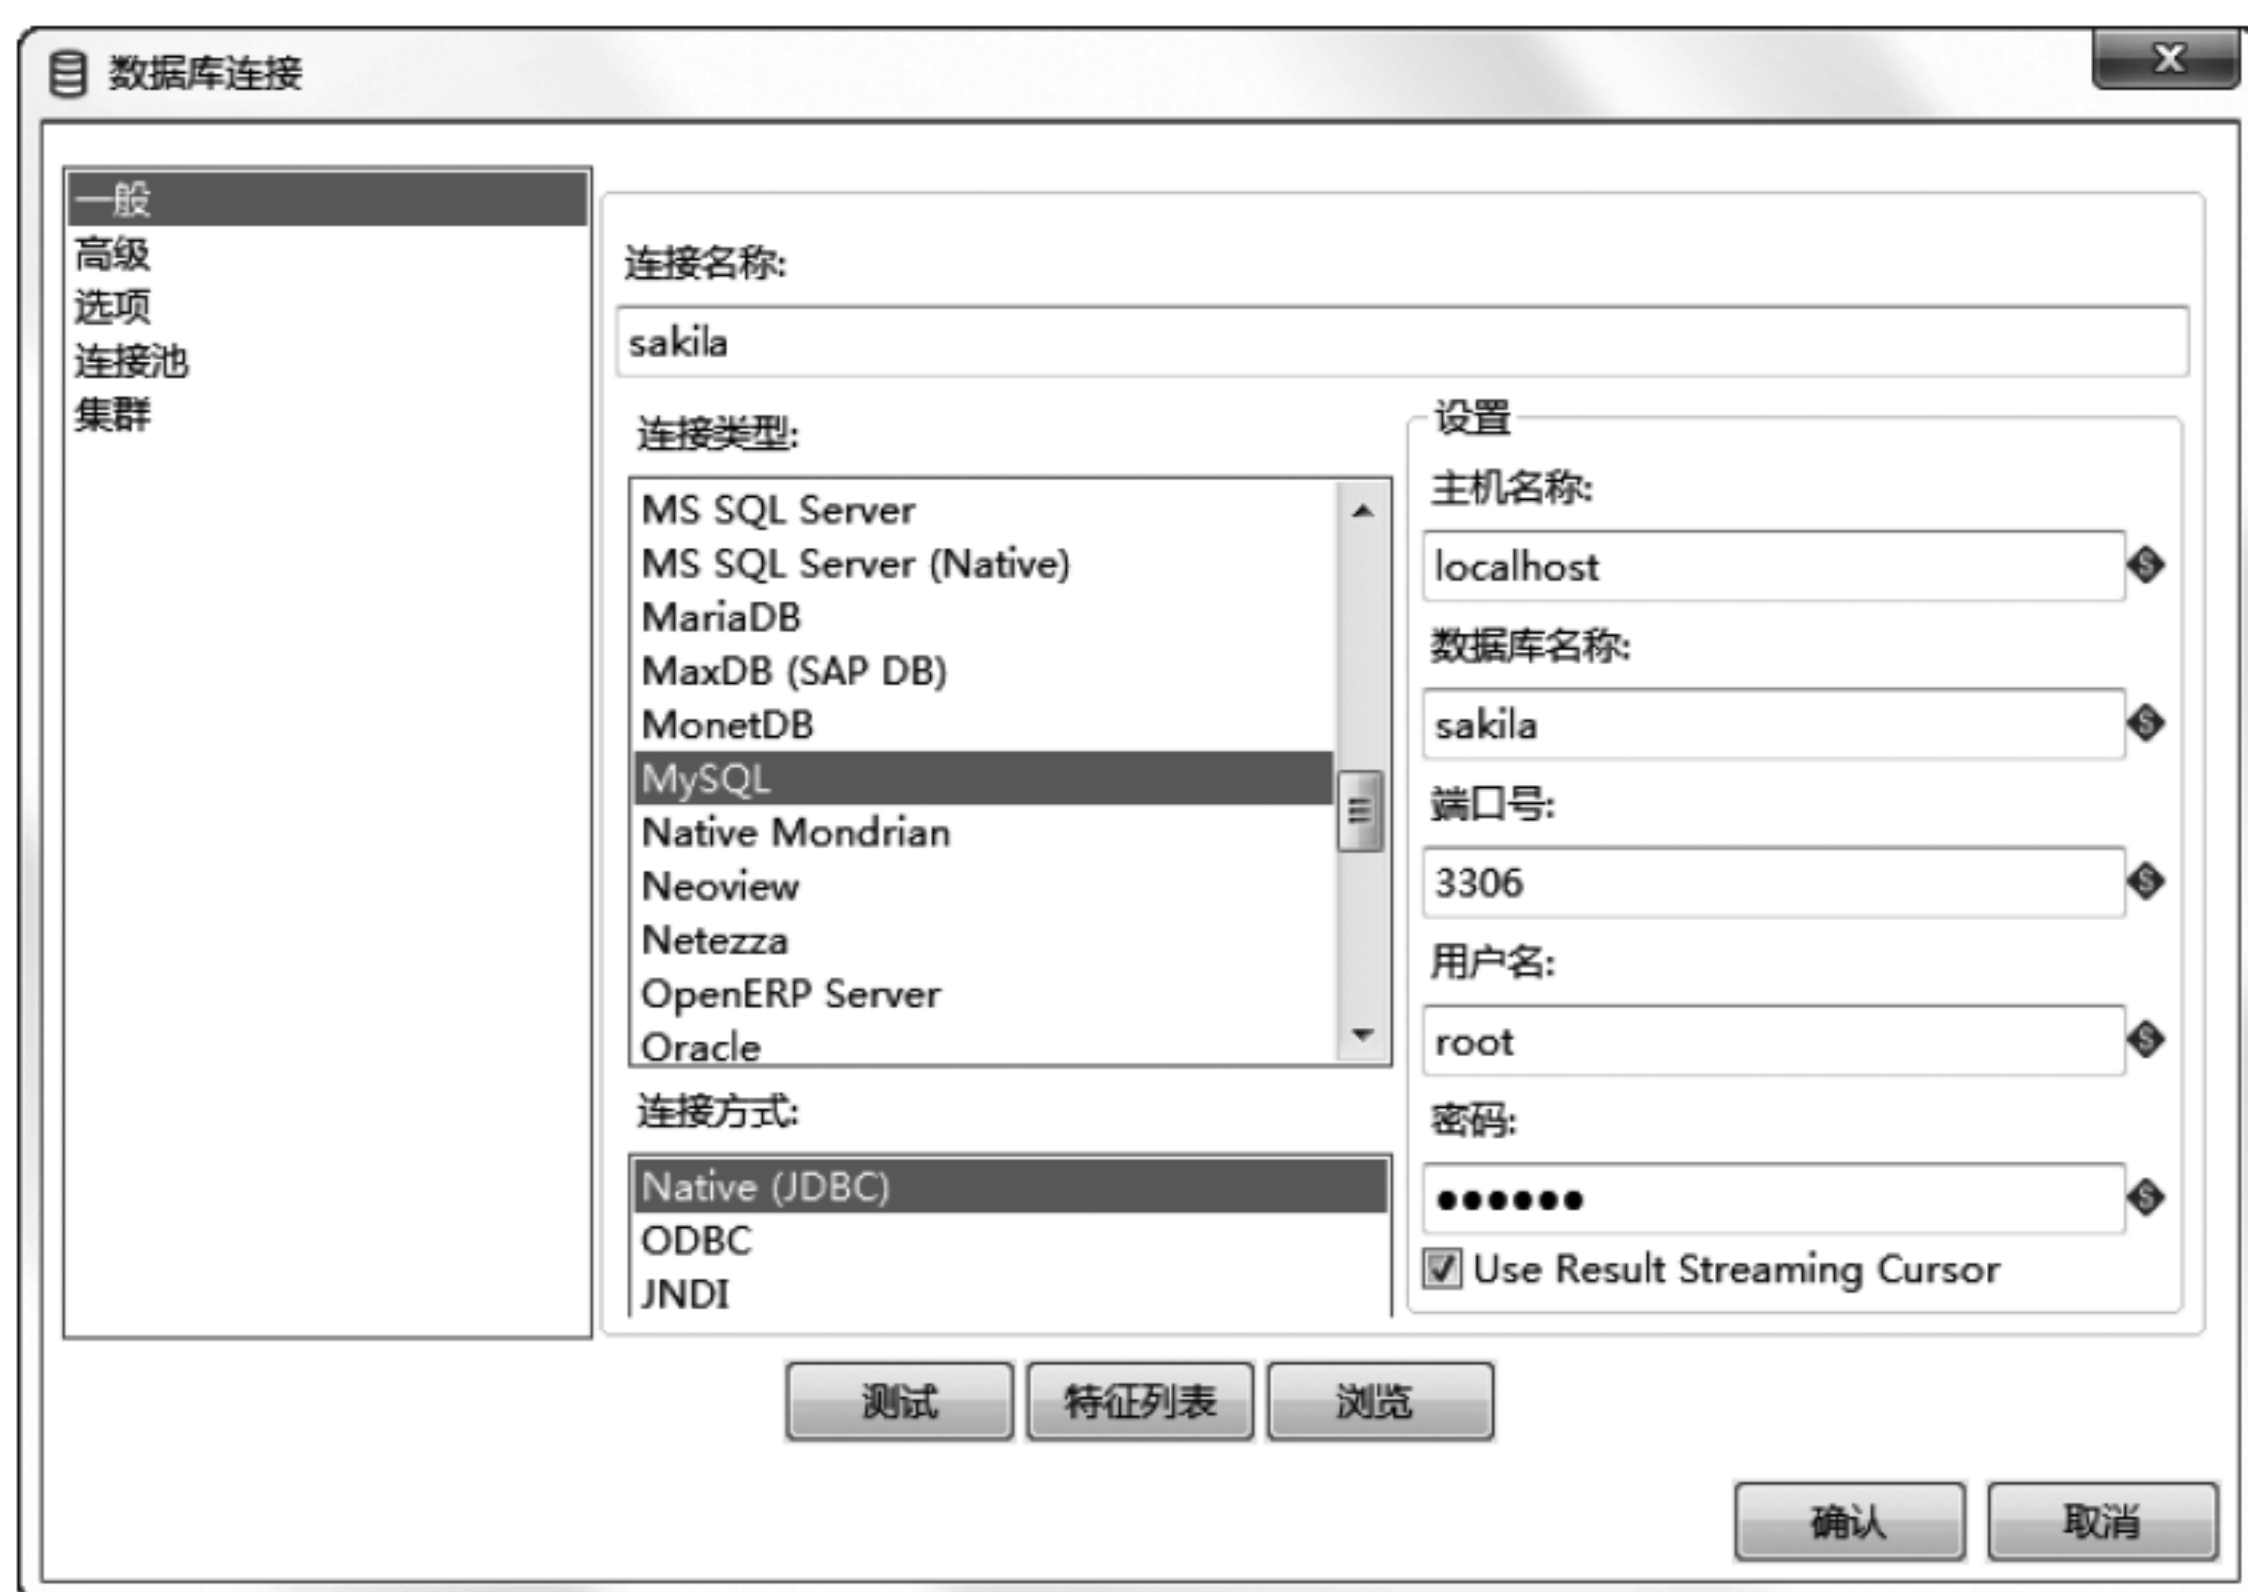 数据库连接
一般
高级
选项
连接池
集群
连接名称:
sakila
连接类型:
MS SQL Server
MS SQL Server (Native)
MariaDB
MaxDB (SAP DB)
MonetDB
MySQL
Native Mondrian
Neoview
Netezza
OpenERP Server
Oracle
连接方式:
Native (JDBC)
ODBC
JNDI
设置
主机名称:
localhost
数据库名称:
sakila
端口号:
3306
用户名:
root
密码:
●●●●●●
Use Result Streaming Cursor
测试
特征列表
浏览
确认
取消